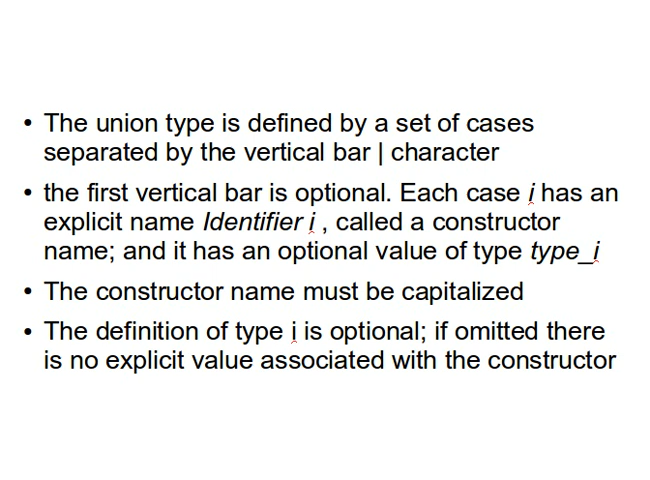 • The union type is defined by a set of cases
separated by the vertical bar | character
• the first vertical bar is optional. Each case i has an
explicit name Identifier i , called a constructor
name; and it has an optional value of type type_i
• The constructor name must be capitalized
• The definition of type i is optional; if omitted there
is no explicit value associated with the constructor